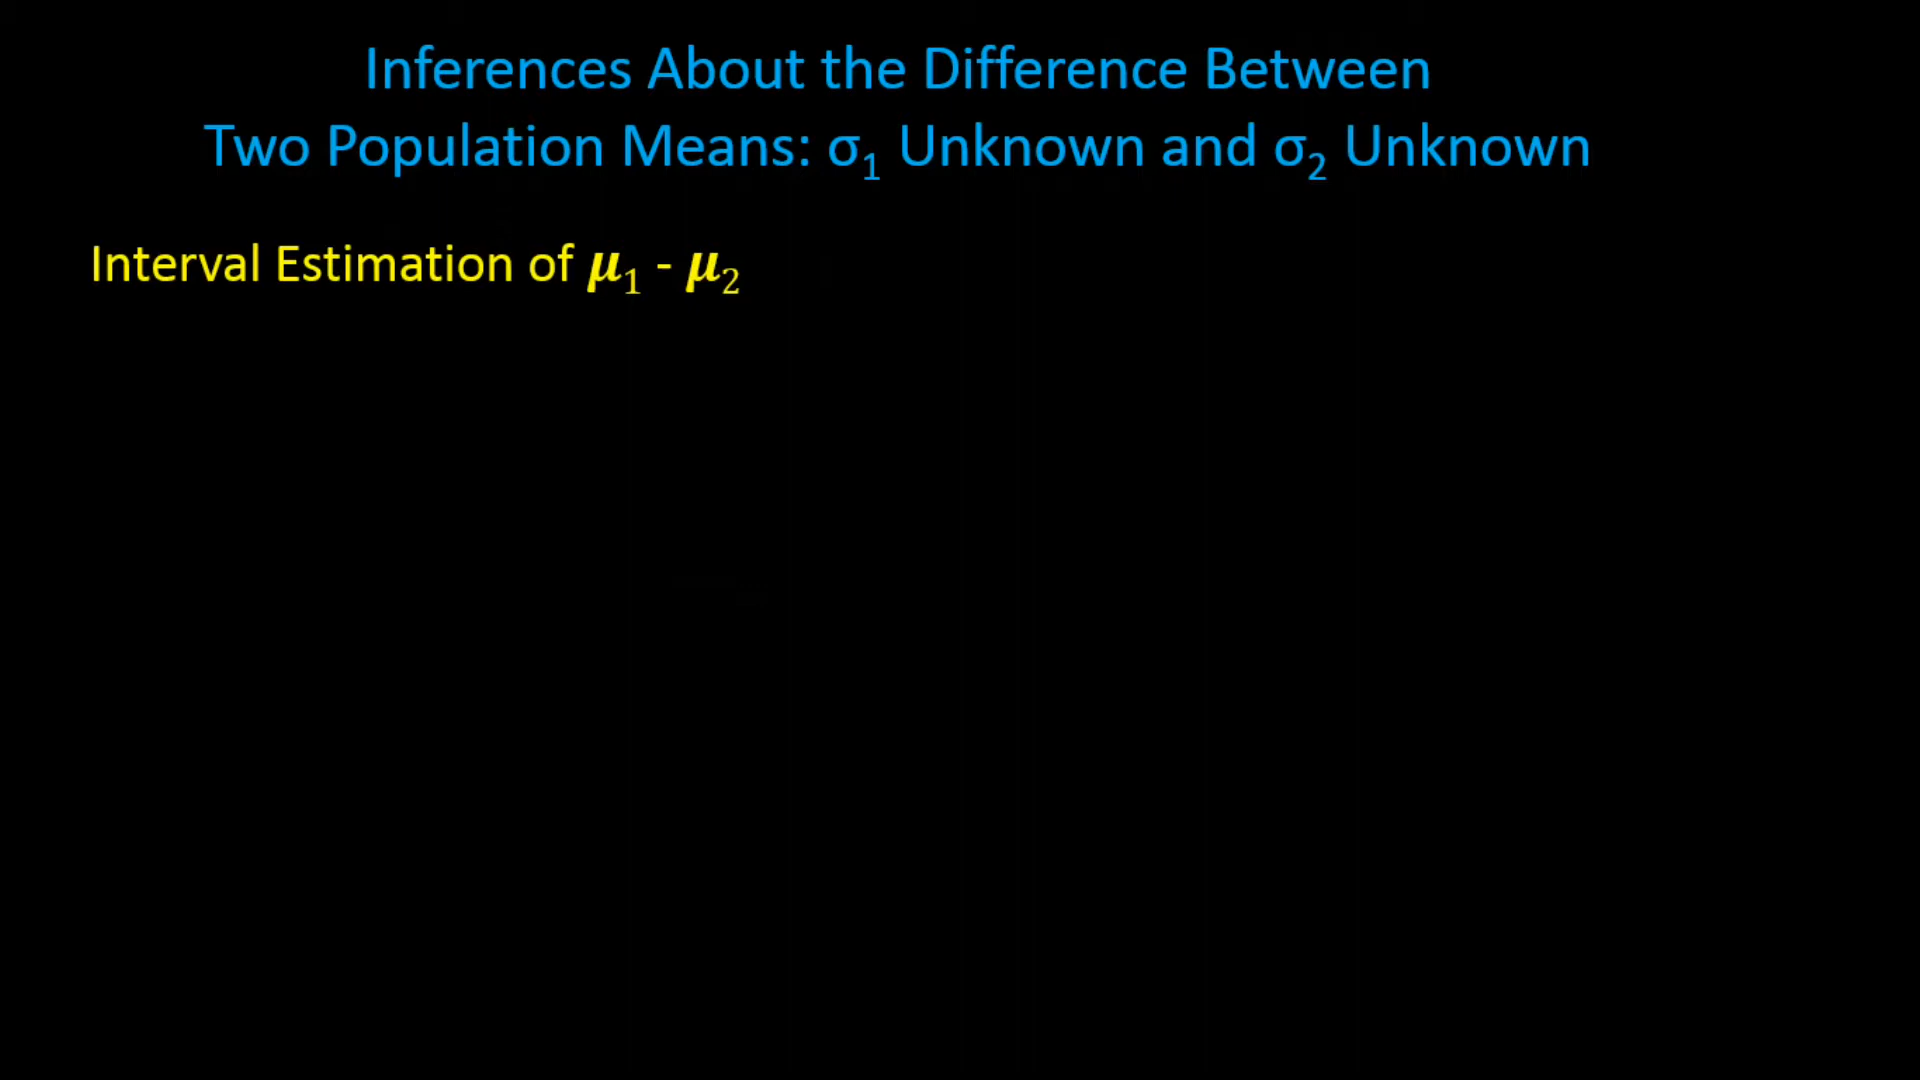 Inferences About the Difference Between
Two Population Means: σ₁ Unknown and σ₂ Unknown
Interval Estimation of 𝝁₁ - 𝝁₂